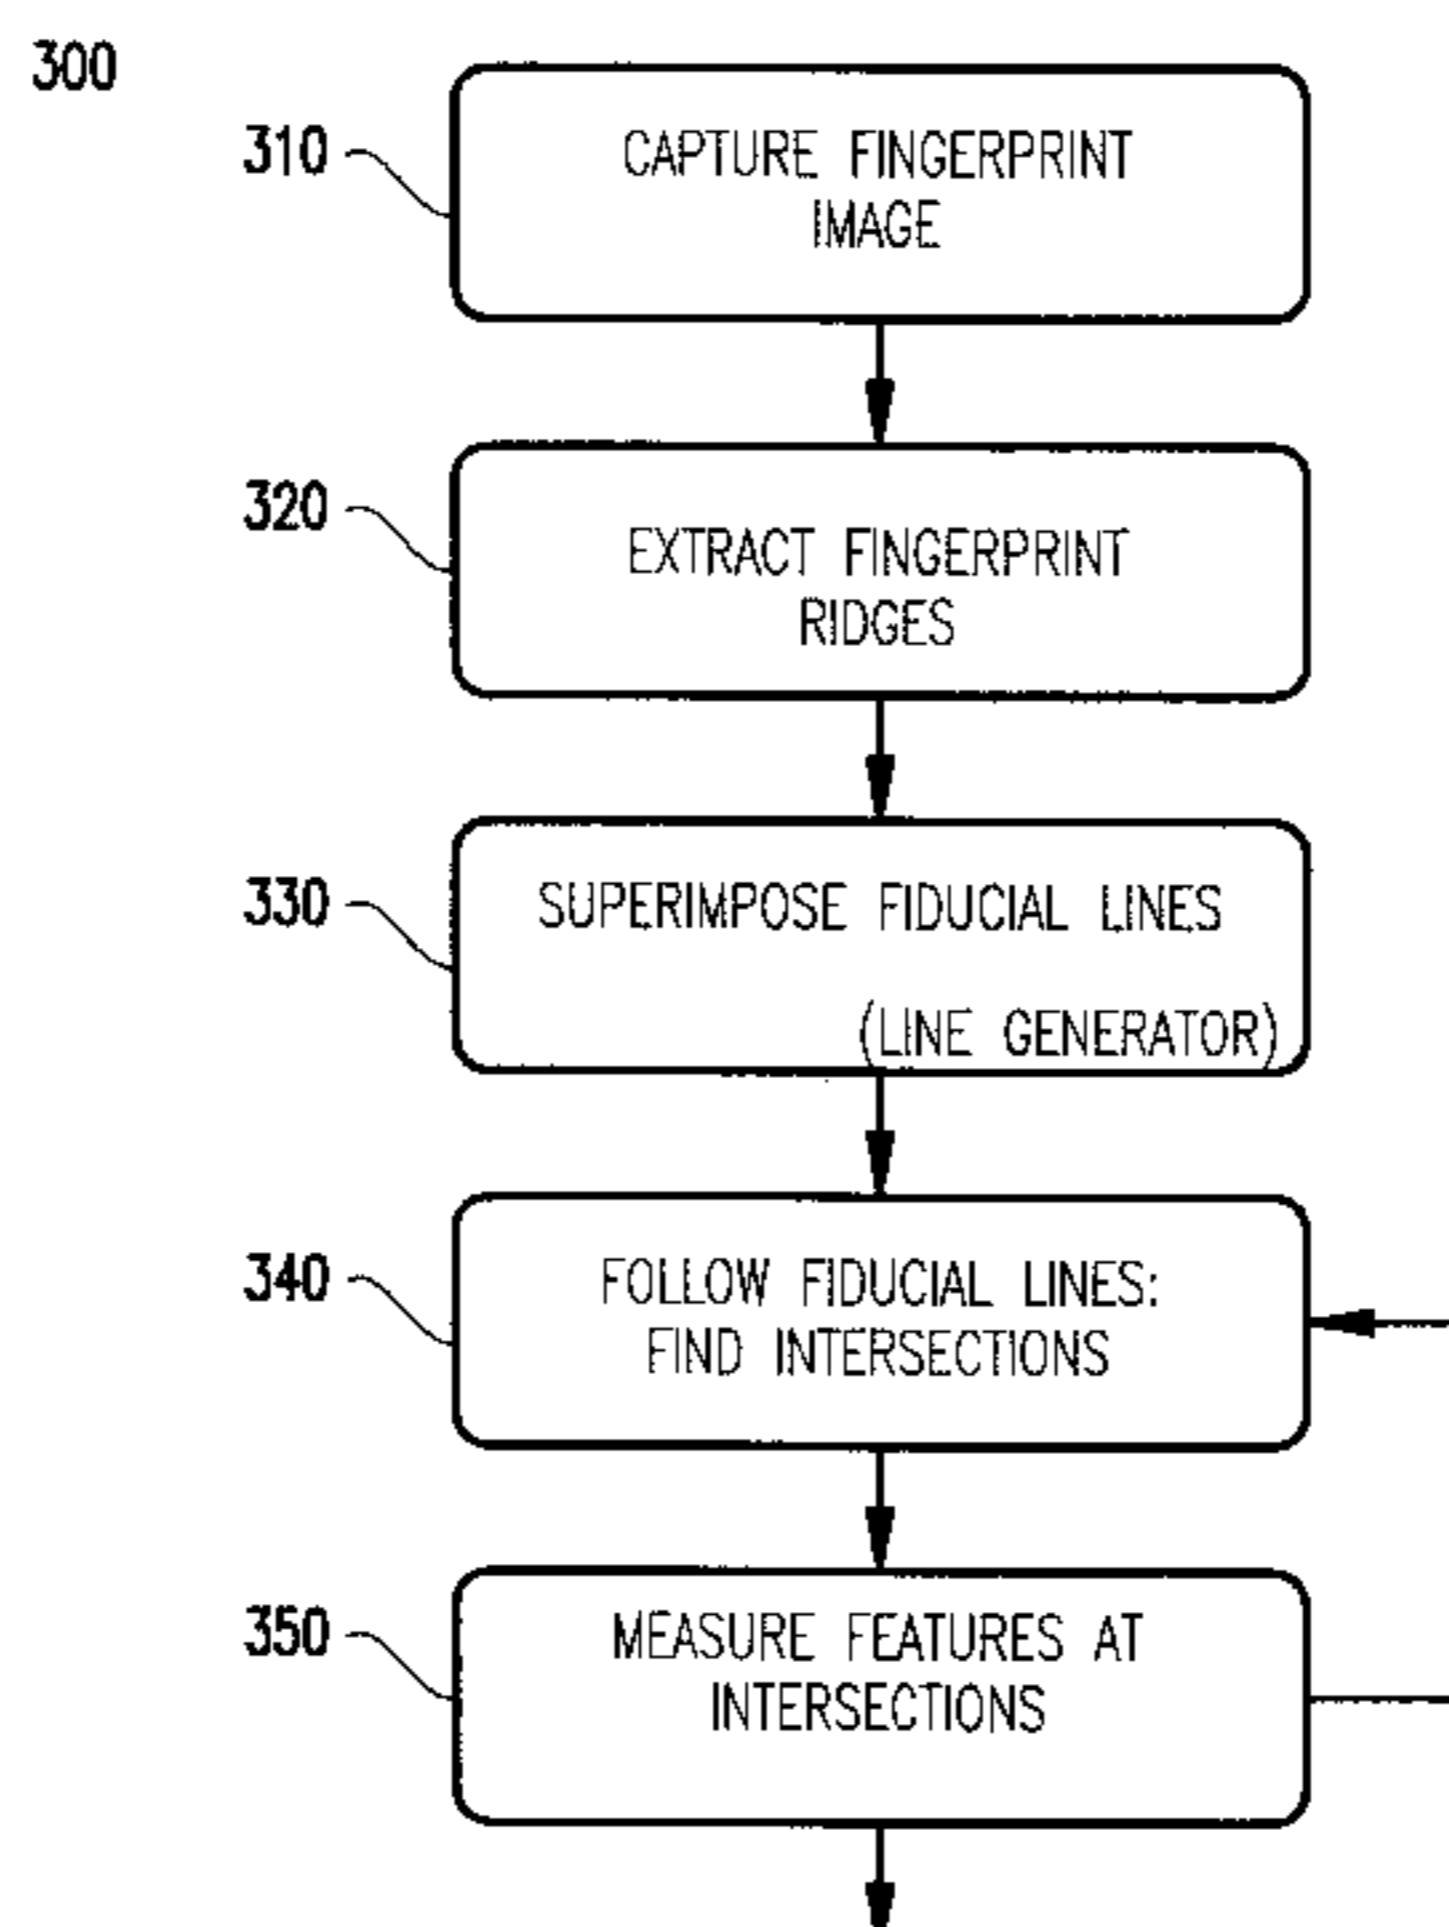 300
310
CAPTURE FINGERPRINT
IMAGE
320
EXTRACT FINGERPRINT
RIDGES
330
SUPERIMPOSE FIDUCIAL LINES
(LINE GENERATOR)
340
FOLLOW FIDUCIAL LINES:
FIND INTERSECTIONS
350
MEASURE FEATURES AT
INTERSECTIONS